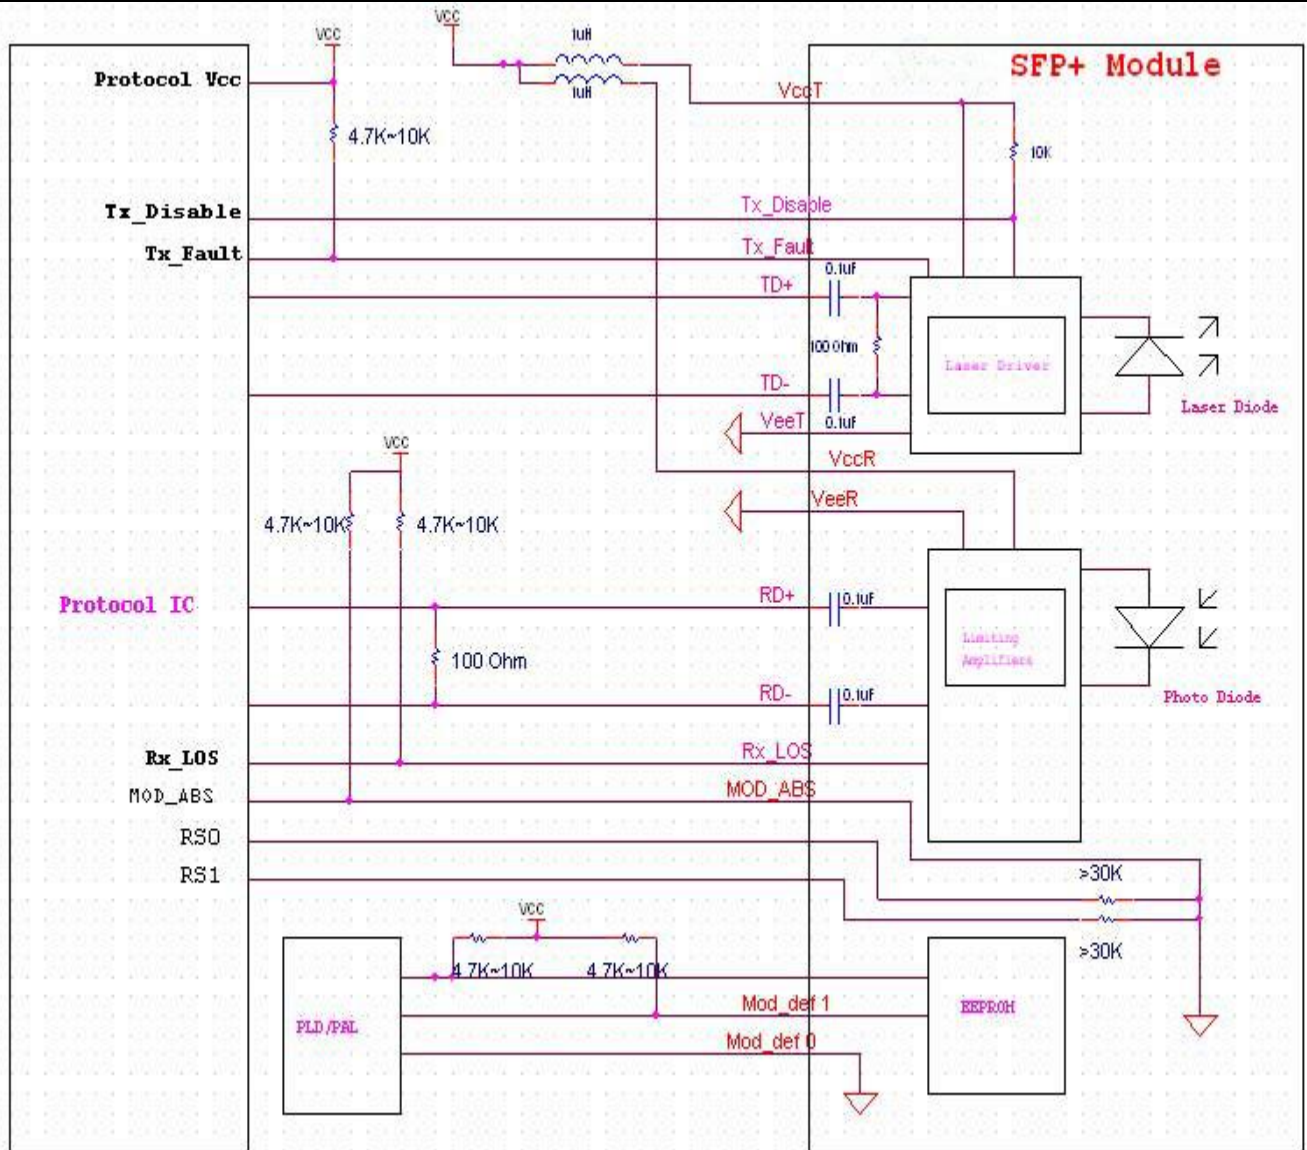 VCC
1uH
VCC
SFP+ Module
Protocol Vcc
1uH
VccT
4.7K~10K
10K
Tx_Disable
Tx_Disable
Tx_Fault
Tx_Fault
0.1uf
TD+
100 Ohm
Laser Driver
TD-
Laser Diode
VeeT
0.1uf
VCC
VccR
VeeR
4.7K~10K
4.7K~10K
Protocol IC
RD+
0.1uf
Limiting
Amplifiers
100 Ohm
RD-
0.1uf
Photo Diode
Rx_LOS
Rx_LOS
MOD_ABS
MOD_ABS
RS0
RS1
>30K
VCC
>30K
4.7K~10K
4.7K~10K
Mod_def 1
EEPROM
PLD/PAL
Mod_def 0